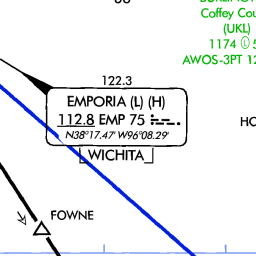 Coffey Cou
(UKL)
1174 Ⓛ 5
AWOS-3PT 12
122.3
EMPORIA (L) (H)
112.8 EMP 75
N38°17.47' W96°08.29'
WICHITA
HO
FOWNE